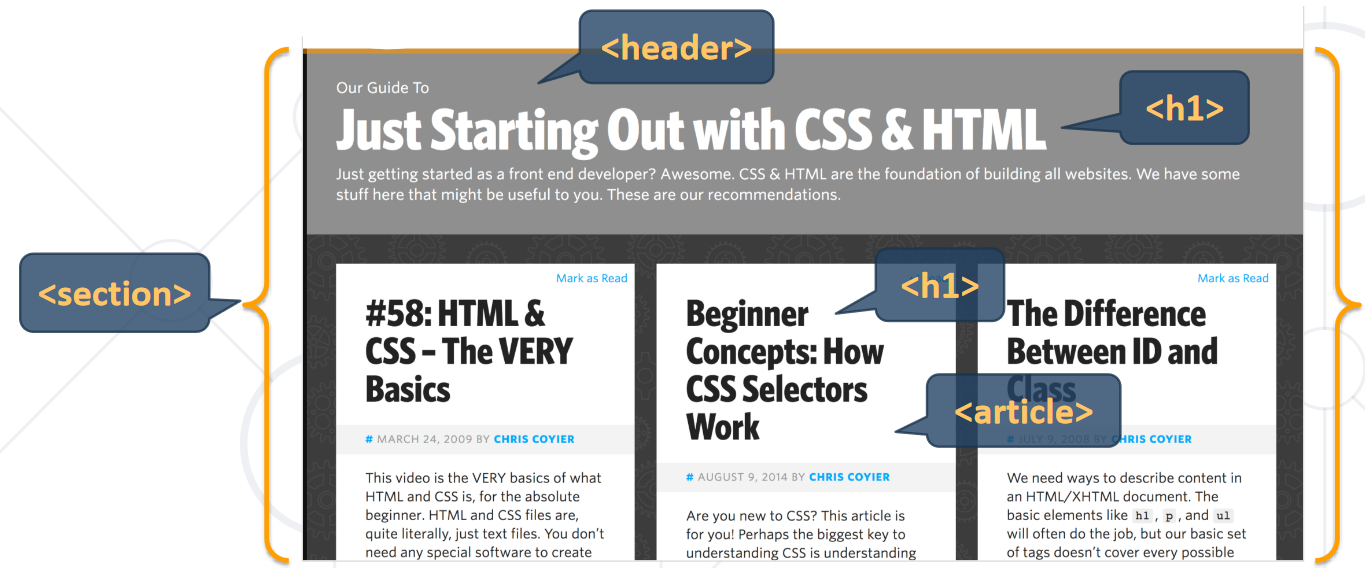 <header>
Our Guide To
Just Starting Out with CSS & HTML
<h1>
Just getting started as a front end developer? Awesome. CSS & HTML are the foundation of building all websites. We have some
stuff here that might be useful to you. These are our recommendations.
<section>
Mark as Read
#58: HTML &
CSS – The VERY
Basics
# MARCH 24, 2009 BY CHRIS COYIER
This video is the VERY basics of what
HTML and CSS is, for the absolute
beginner. HTML and CSS files are,
quite literally, just text files. You don’t
need any special software to create
<h1>
Beginner
Concepts: How
CSS Selectors
Work
<article>
# AUGUST 9, 2014 BY CHRIS COYIER
Are you new to CSS? This article is
for you! Perhaps the biggest key to
understanding CSS is understanding
Mark as Read
The Difference
Between ID and
Class
# JULY 9, 2008 BY CHRIS COYIER
We need ways to describe content in
an HTML/XHTML document. The
basic elements like h1, p, and ul
will often do the job, but our basic set
of tags doesn’t cover every possible